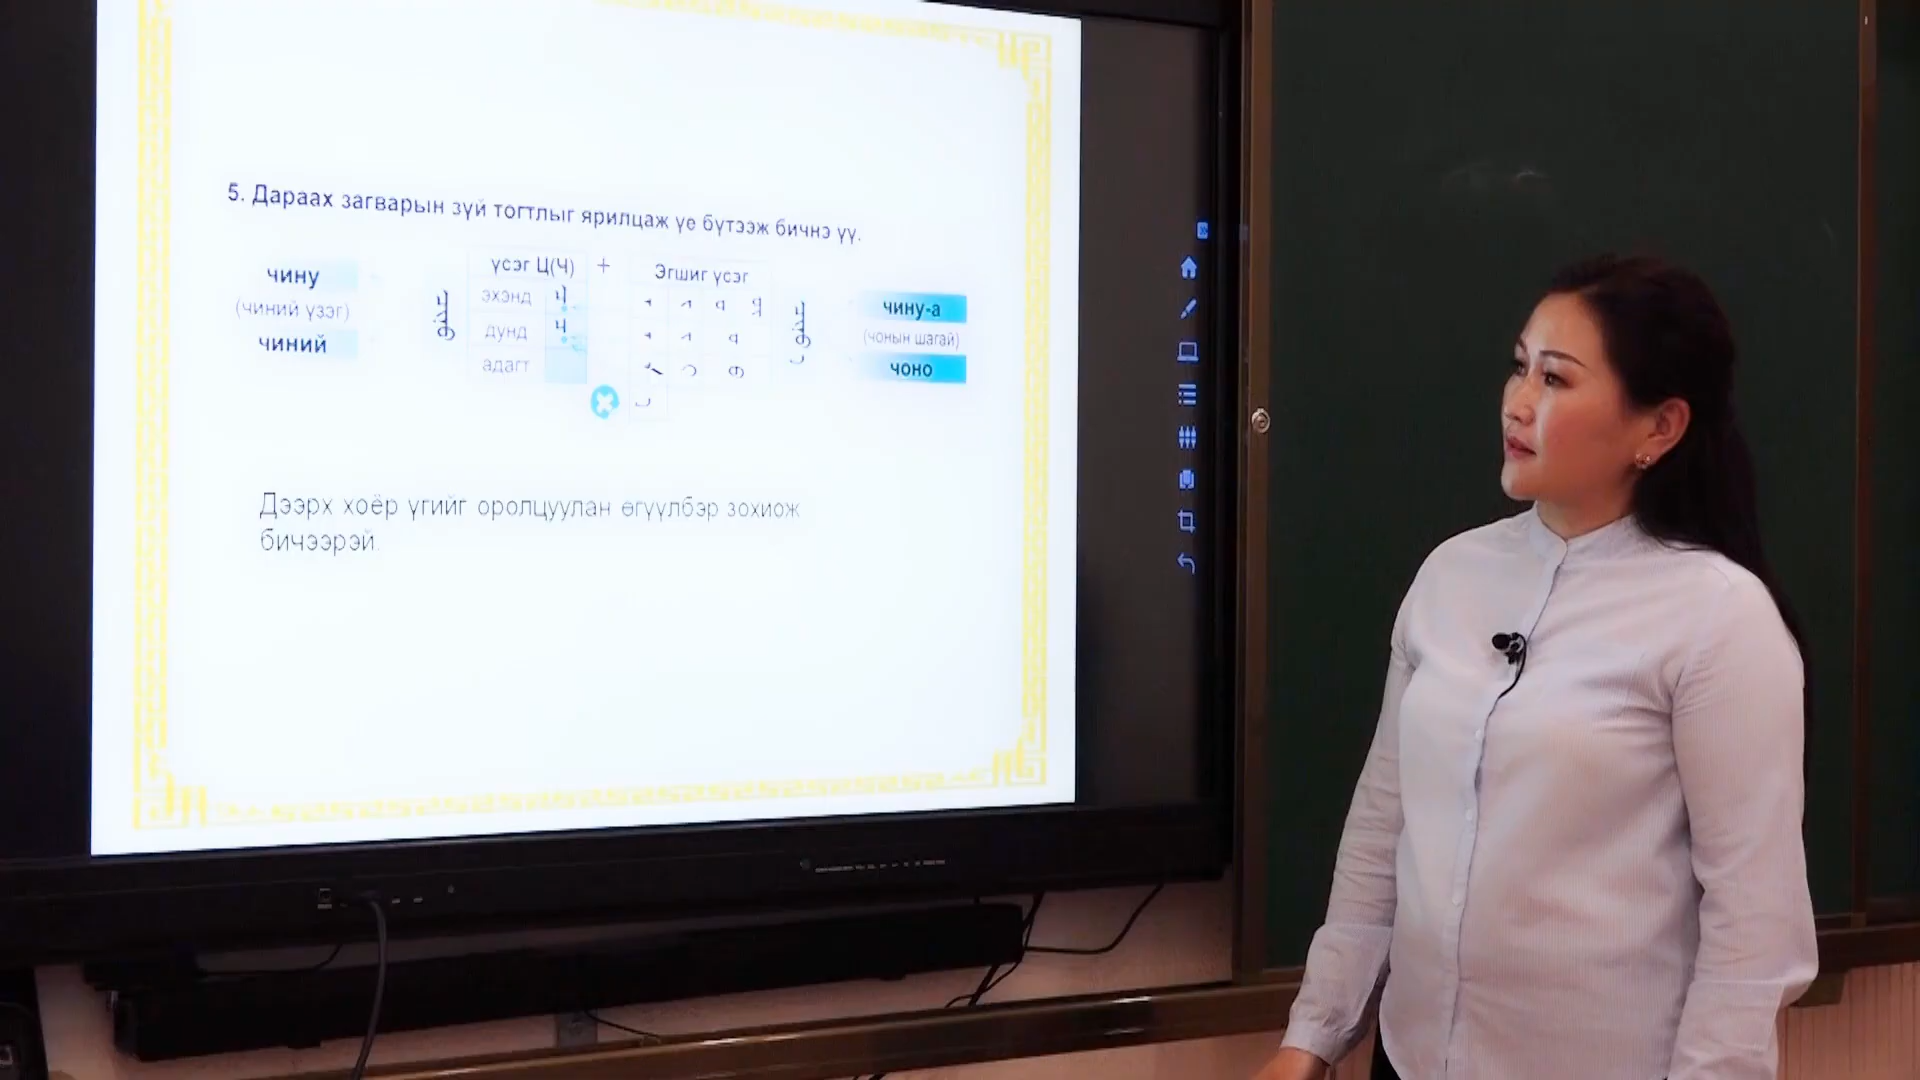 5. Дараах загварын зүй тогтлыг ярилцаж үе бүтээж бичнэ үү.
чину
(чиний үзэг)
чиний
үсэг Ц(Ч) + Эгшиг үсэг
эхэнд
дунд
адагт
чину-а
(чонын шагай)
чоно
Дээрх хоёр үгийг оролцуулан өгүүлбэр зохиож
бичээрэй.